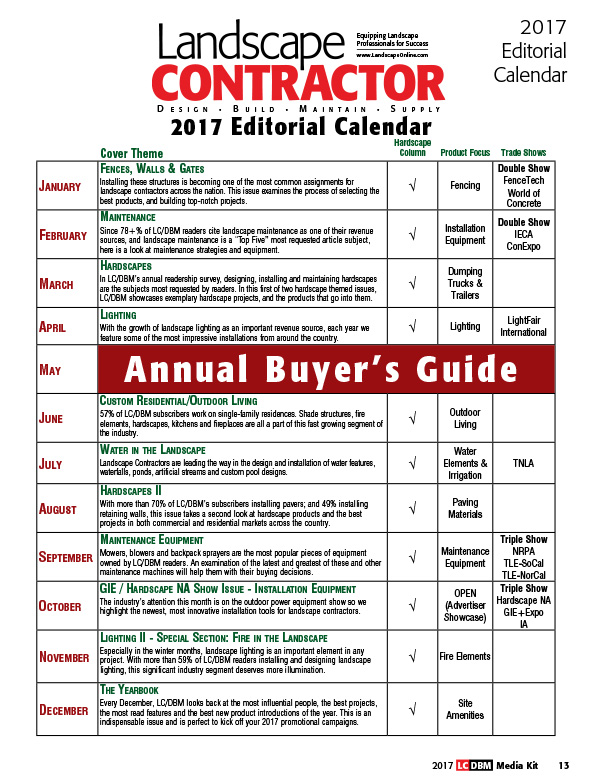 Landscape
CONTRACTOR
Equipping Landscape
Professionals for Success
www.LandscapeOnline.com
DESIGN • BUILD • MAINTAIN • SUPPLY
2017
Editorial
Calendar
2017 Editorial Calendar
Cover Theme
Hardscape
Column
Product Focus
Trade Shows
JANUARY
FENCES, WALLS & GATES
Installing these structures is becoming one of the most common assignments for
landscape contractors across the nation. This issue examines the process of selecting the
best products, and building top-notch projects.
√
Fencing
Double Show
FenceTech
World of
Concrete
FEBRUARY
MAINTENANCE
Since 78+% of LC/DBM readers cite landscape maintenance as one of their revenue
sources, and landscape maintenance is a "Top Five" most requested article subject,
here is a look at maintenance strategies and equipment.
√
Installation
Equipment
Double Show
IECA
ConExpo
MARCH
HARDSCAPES
In LC/DBM's annual readership survey, designing, installing and maintaining hardscapes
are the subjects most requested by readers. In this first of two hardscape themed issues,
LC/DBM showcases exemplary hardscape projects, and the products that go into them.
√
Dumping
Trucks &
Trailers
APRIL
LIGHTING
With the growth of landscape lighting as an important revenue source, each year we
feature some of the most impressive installations from around the country.
√
Lighting
LightFair
International
MAY
Annual Buyer's Guide
JUNE
CUSTOM RESIDENTIAL/OUTDOOR LIVING
57% of LC/DBM subscribers work on single-family residences. Shade structures, fire
elements, hardscapes, kitchens and fireplaces are all a part of this fast growing segment of
the industry.
√
Outdoor
Living
JULY
WATER IN THE LANDSCAPE
Landscape Contractors are leading the way in the design and installation of water features,
waterfalls, ponds, artificial streams and custom pool designs.
√
Water
Elements &
Irrigation
TNLA
AUGUST
HARDSCAPES II
With more than 70% of LC/DBM's subscribers installing pavers; and 49% installing
retaining walls, this issue takes a second look at hardscape products and the best
projects in both commercial and residential markets across the country.
√
Paving
Materials
SEPTEMBER
MAINTENANCE EQUIPMENT
Mowers, blowers and backpack sprayers are the most popular pieces of equipment
owned by LC/DBM readers. An examination of the latest and greatest of these and other
maintenance machines will help them with their buying decisions.
√
Maintenance
Equipment
Triple Show
NRPA
TLE-SoCal
TLE-NorCal
OCTOBER
GIE / HARDSCAPE NA SHOW ISSUE - INSTALLATION EQUIPMENT
The industry's attention this month is on the outdoor power equipment show so we
highlight the newest, most innovative installation tools for landscape contractors.
√
OPEN
(Advertiser
Showcase)
Triple Show
Hardscape NA
GIE+Expo
IA
NOVEMBER
LIGHTING II - SPECIAL SECTION: FIRE IN THE LANDSCAPE
Especially in the winter months, landscape lighting is an important element in any
project. With more than 59% of LC/DBM readers installing and designing landscape
lighting, this significant industry segment deserves more illumination.
√
Fire Elements
DECEMBER
THE YEARBOOK
Every December, LC/DBM looks back at the most influential people, the best projects,
the most read features and the best new product introductions of the year. This is an
indispensable issue and is perfect to kick off your 2017 promotional campaigns.
√
Site
Amenities
2017 LC DBM Media Kit 13